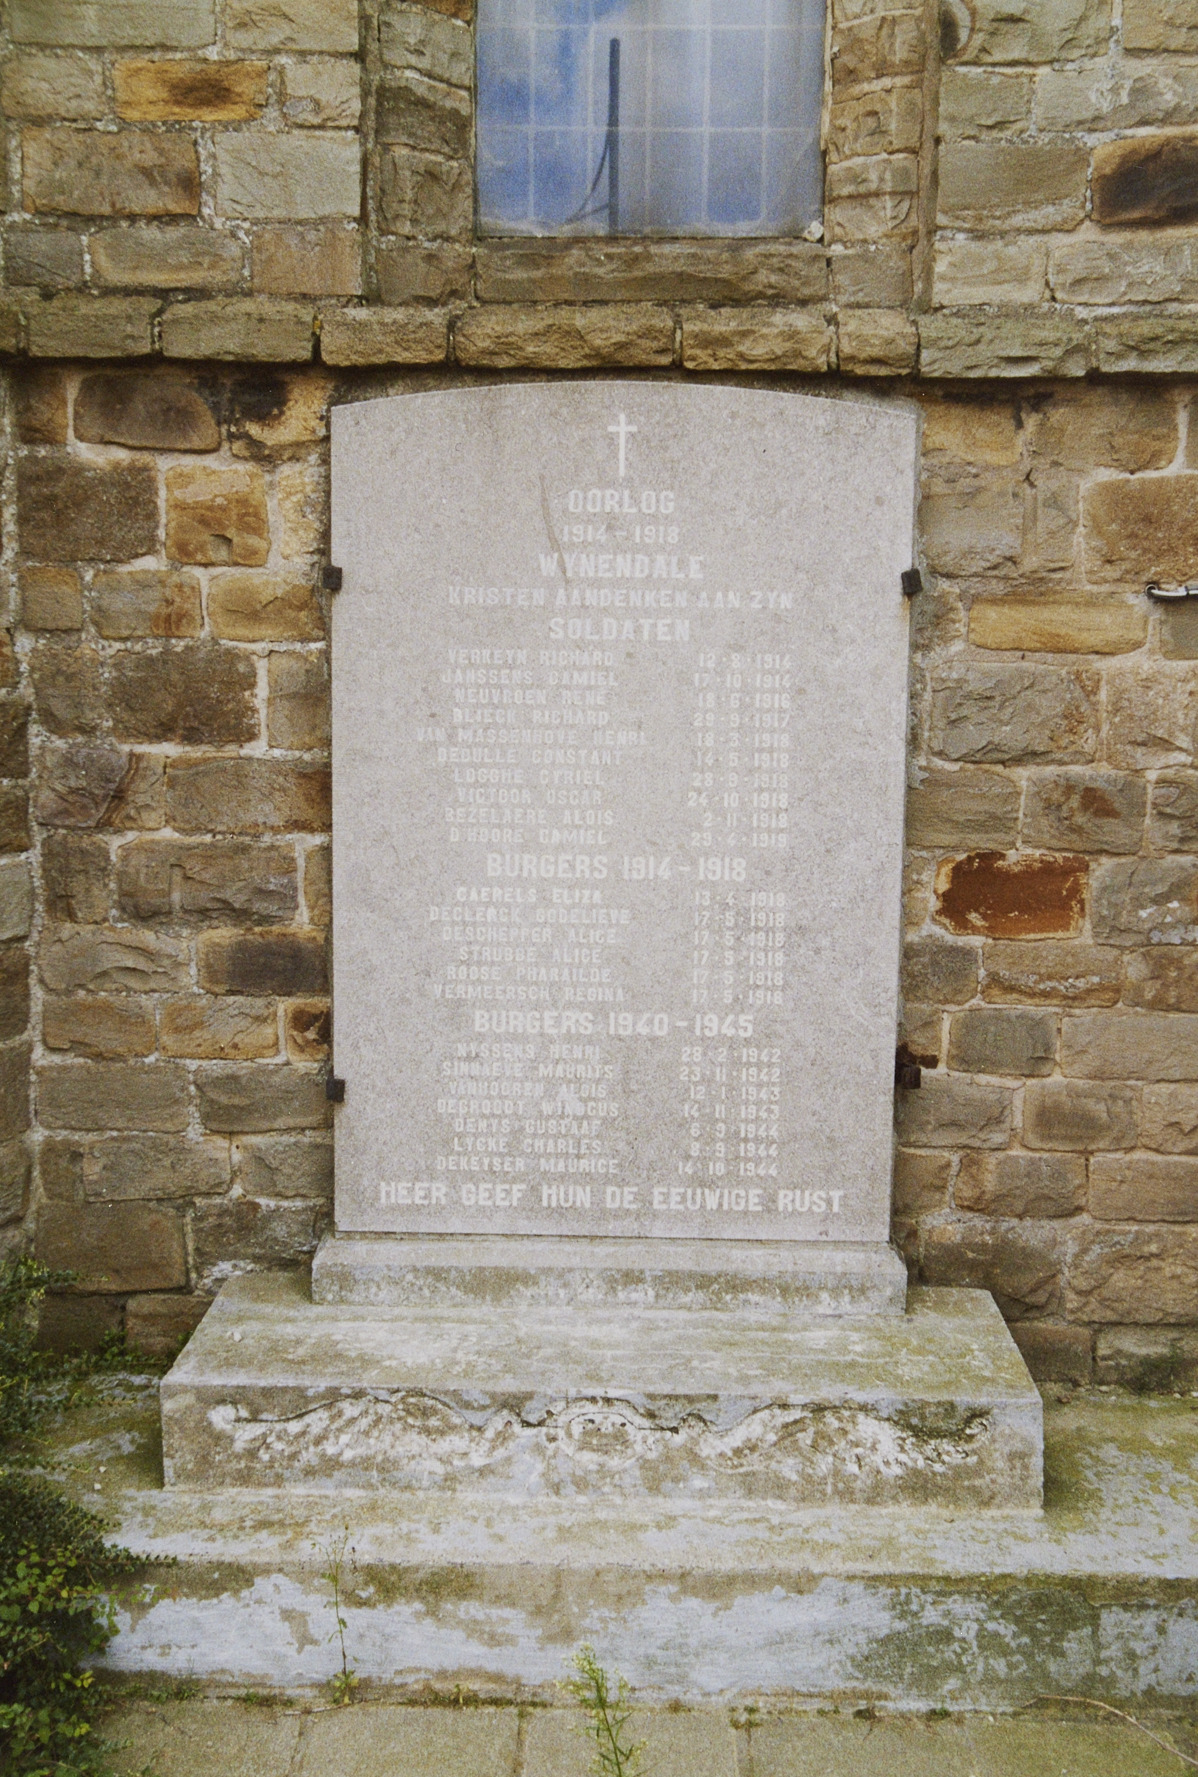 OORLOG
1914 - 1918
WYNENDALE
KRISTEN AANDENKEN AAN ZYN
SOLDATEN
VERKEYN RICHARD 12·8·1914
JANSSENS CAMIEL 17·10·1914
NEUVROEN RENE 18·6·1916
BLIECK RICHARD 29·9·1917
VAN MASSENHOVE HENRI 18·3·1918
DEDULLE CONSTANT 14·5·1918
LOGGHE CYRIEL 28·9·1918
VICTOOR OSCAR 24·10·1918
BEZELAERE ALOIS 2·11·1918
D'HOORE CAMIEL 29·4·1918
BURGERS 1914 - 1918
CAERELS ELIZA 13·4·1918
DECLERCK GODELIEVE 17·5·1918
DESCHEPPER ALICE 17·5·1918
STRUBBE ALICE 17·5·1918
ROOSE PHARAILDE 17·5·1918
VERMEERSCH REGINA 17·5·1918
BURGERS 1940 - 1945
NYSSENS HENRI 28·2·1942
SINNAEVE MAURITS 23·11·1942
VANHOOREN ALOIS 12·1·1943
DEGROODT WINOCUS 14·11·1943
DENYS GUSTAAF 6·9·1944
LYCKE CHARLES 8·9·1944
DEKEYSER MAURICE 14·10·1944
HEER GEEF HUN DE EEUWIGE RUST